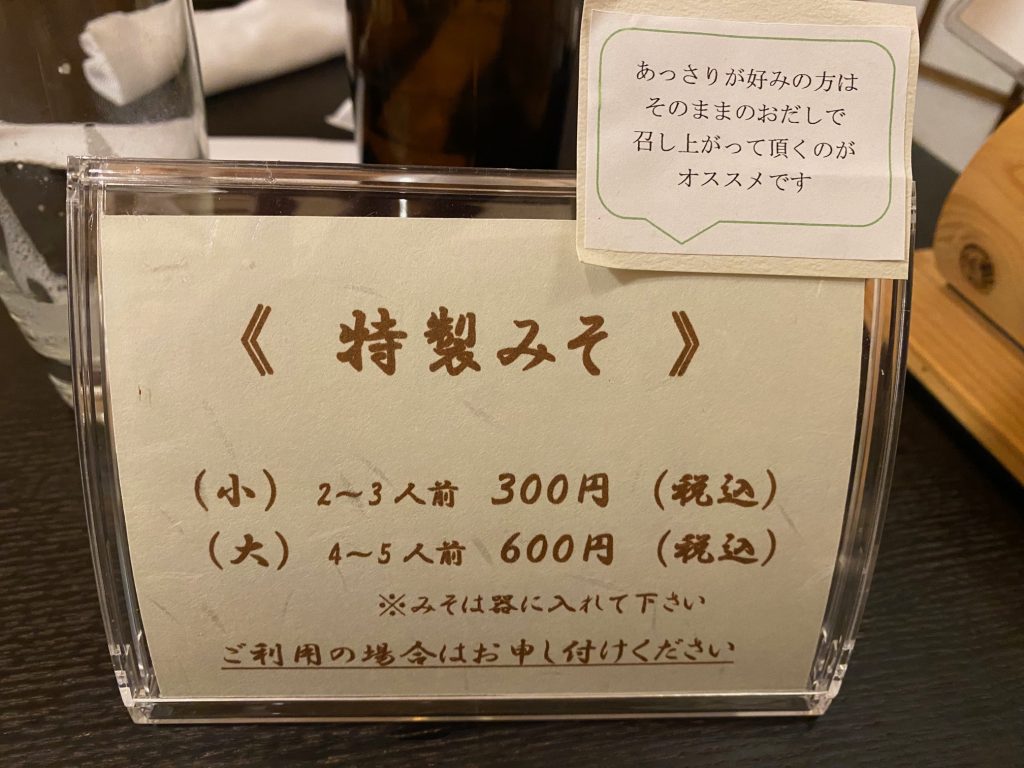 あっさりが好みの方は
そのままのおだしで
召し上がって頂くのが
オススメです
《 特製みそ 》
（小） 2～3人前 300円 （税込）
（大） 4～5人前 600円 （税込）
※みそは器に入れて下さい
ご利用の場合はお申し付けください